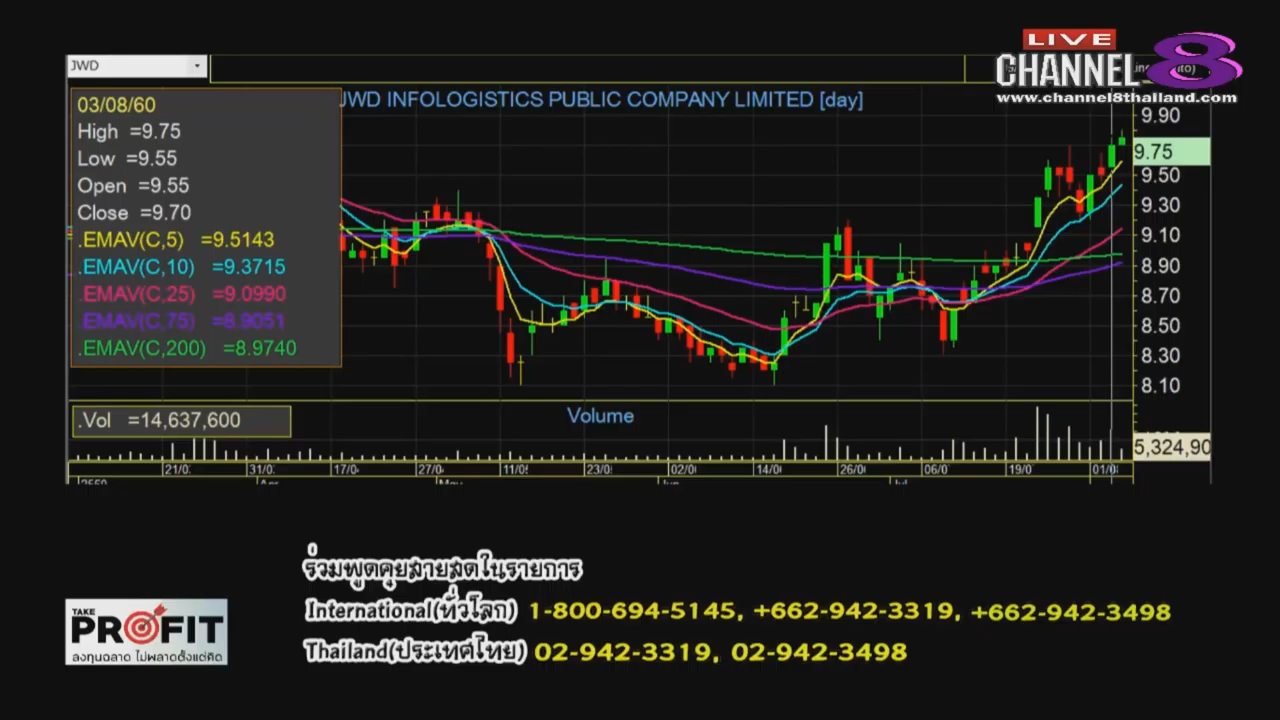 JWD
LIVE
CHANNEL 8
www.channel8thailand.com
JWD INFOLOGISTICS PUBLIC COMPANY LIMITED [day]
03/08/60
High =9.75
Low =9.55
Open =9.55
Close =9.70
.EMAV(C,5) =9.5143
.EMAV(C,10) =9.3715
.EMAV(C,25) =9.0990
.EMAV(C,75) =8.9051
.EMAV(C,200) =8.9740
9.90
9.75
9.50
9.30
9.10
8.90
8.70
8.50
8.30
8.10
.Vol =14,637,600
Volume
5,324,90
21/0 31/0 17/0 27/0 11/0 23/0 02/0 14/0 26/0 06/0 19/0 01/0
ร่วมพูดคุยสายสดในรายการ
International(ทั่วโลก) 1-800-694-5145, +662-942-3319, +662-942-3498
Thailand(ประเทศไทย) 02-942-3319, 02-942-3498
TAKE
PROFIT
ลงทุนฉลาด ไม่พลาดตั้งแต่คิด